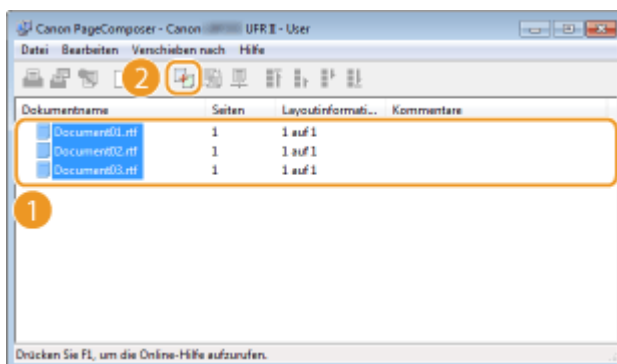 Canon PageComposer - Canon UFR II - User
Datei Bearbeiten Verschieben nach Hilfe
2
Dokumentname Seiten Layoutinformati... Kommentare
Document01.rtf 1 1 auf 1
Document02.rtf 1 1 auf 1
Document03.rtf 1 1 auf 1
1
Drücken Sie F1, um die Online-Hilfe aufzurufen.